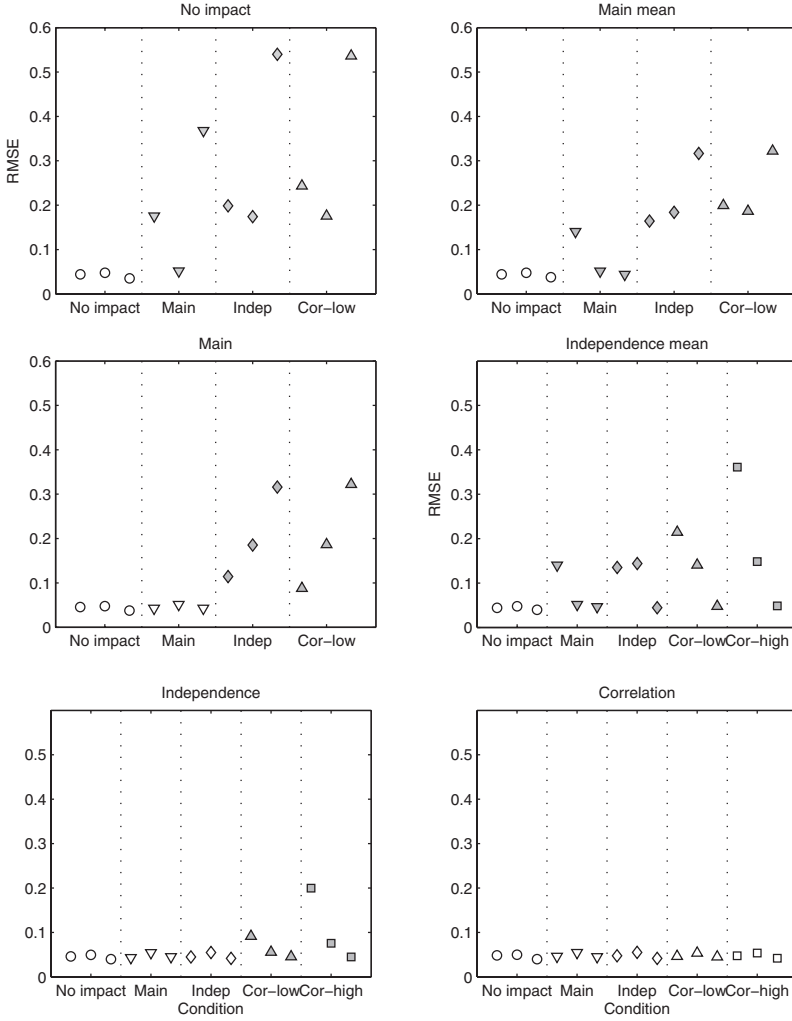 No impact
0.6
0.5
0.4
0.3
0.2
0.1
0
RMSE
No impact Main Indep Cor–low
Main mean
0.6
0.5
0.4
0.3
0.2
0.1
0
No impact Main Indep Cor–low
Main
0.6
0.5
0.4
0.3
0.2
0.1
0
No impact Main Indep Cor–low
Independence mean
0.6
0.5
0.4
0.3
0.2
0.1
0
RMSE
No impact Main Indep Cor–low Cor–high
Independence
0.5
0.4
0.3
0.2
0.1
0
No impact Main Indep Cor–low Cor–high
Condition
Correlation
0.5
0.4
0.3
0.2
0.1
0
No impact Main Indep Cor–low Cor–high
Condition